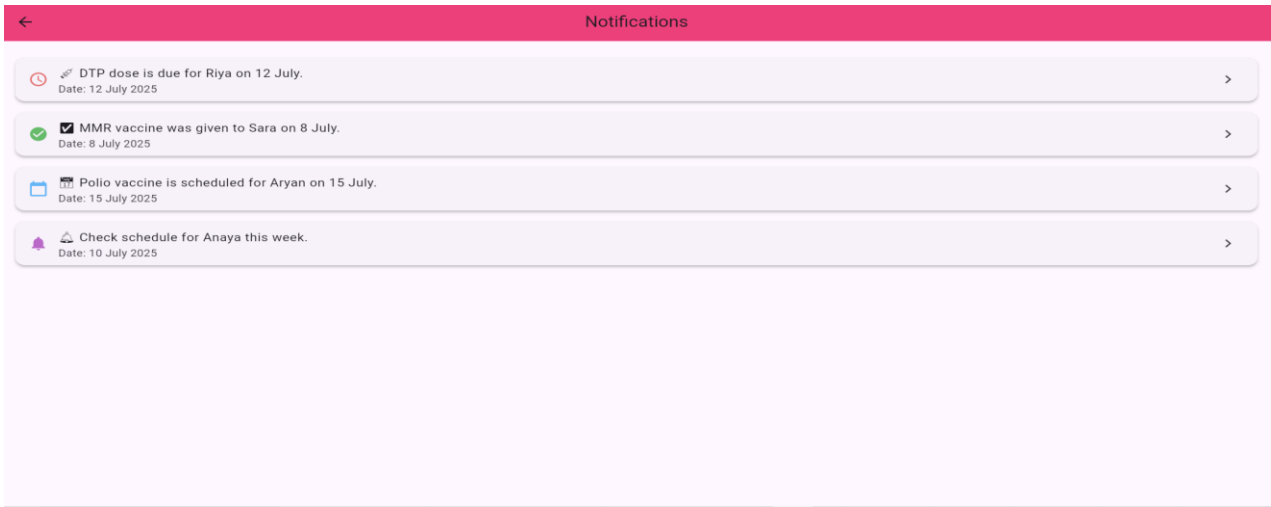 Notifications
DTP dose is due for Riya on 12 July.
Date: 12 July 2025
MMR vaccine was given to Sara on 8 July.
Date: 8 July 2025
Polio vaccine is scheduled for Aryan on 15 July.
Date: 15 July 2025
Check schedule for Anaya this week.
Date: 10 July 2025